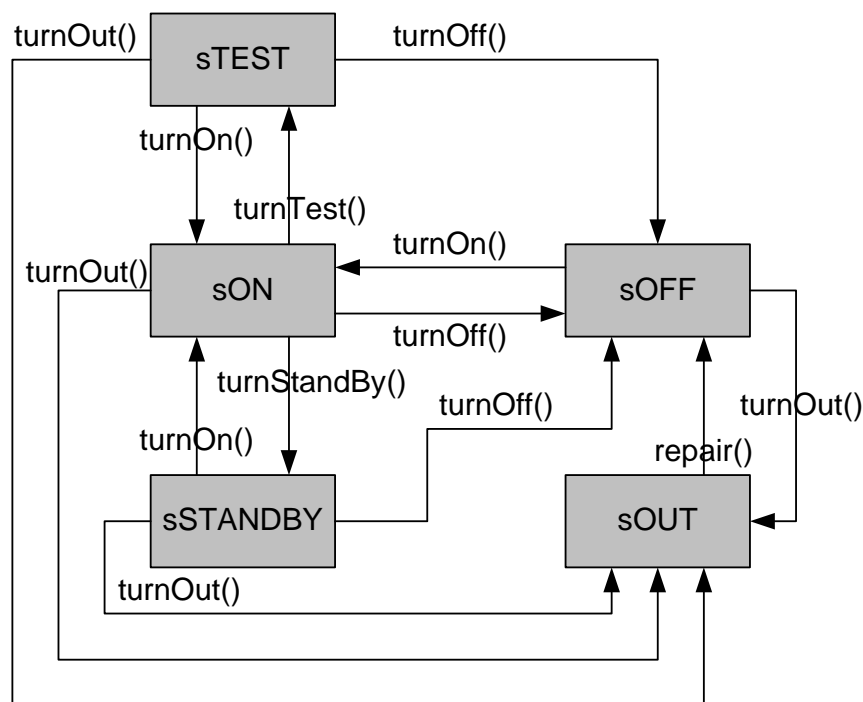 turnOut()
sTEST
turnOff()
turnOn()
turnTest()
turnOn()
turnOut()
sON
sOFF
turnOff()
turnStandBy()
turnOff()
turnOut()
turnOn()
repair()
sSTANDBY
sOUT
turnOut()